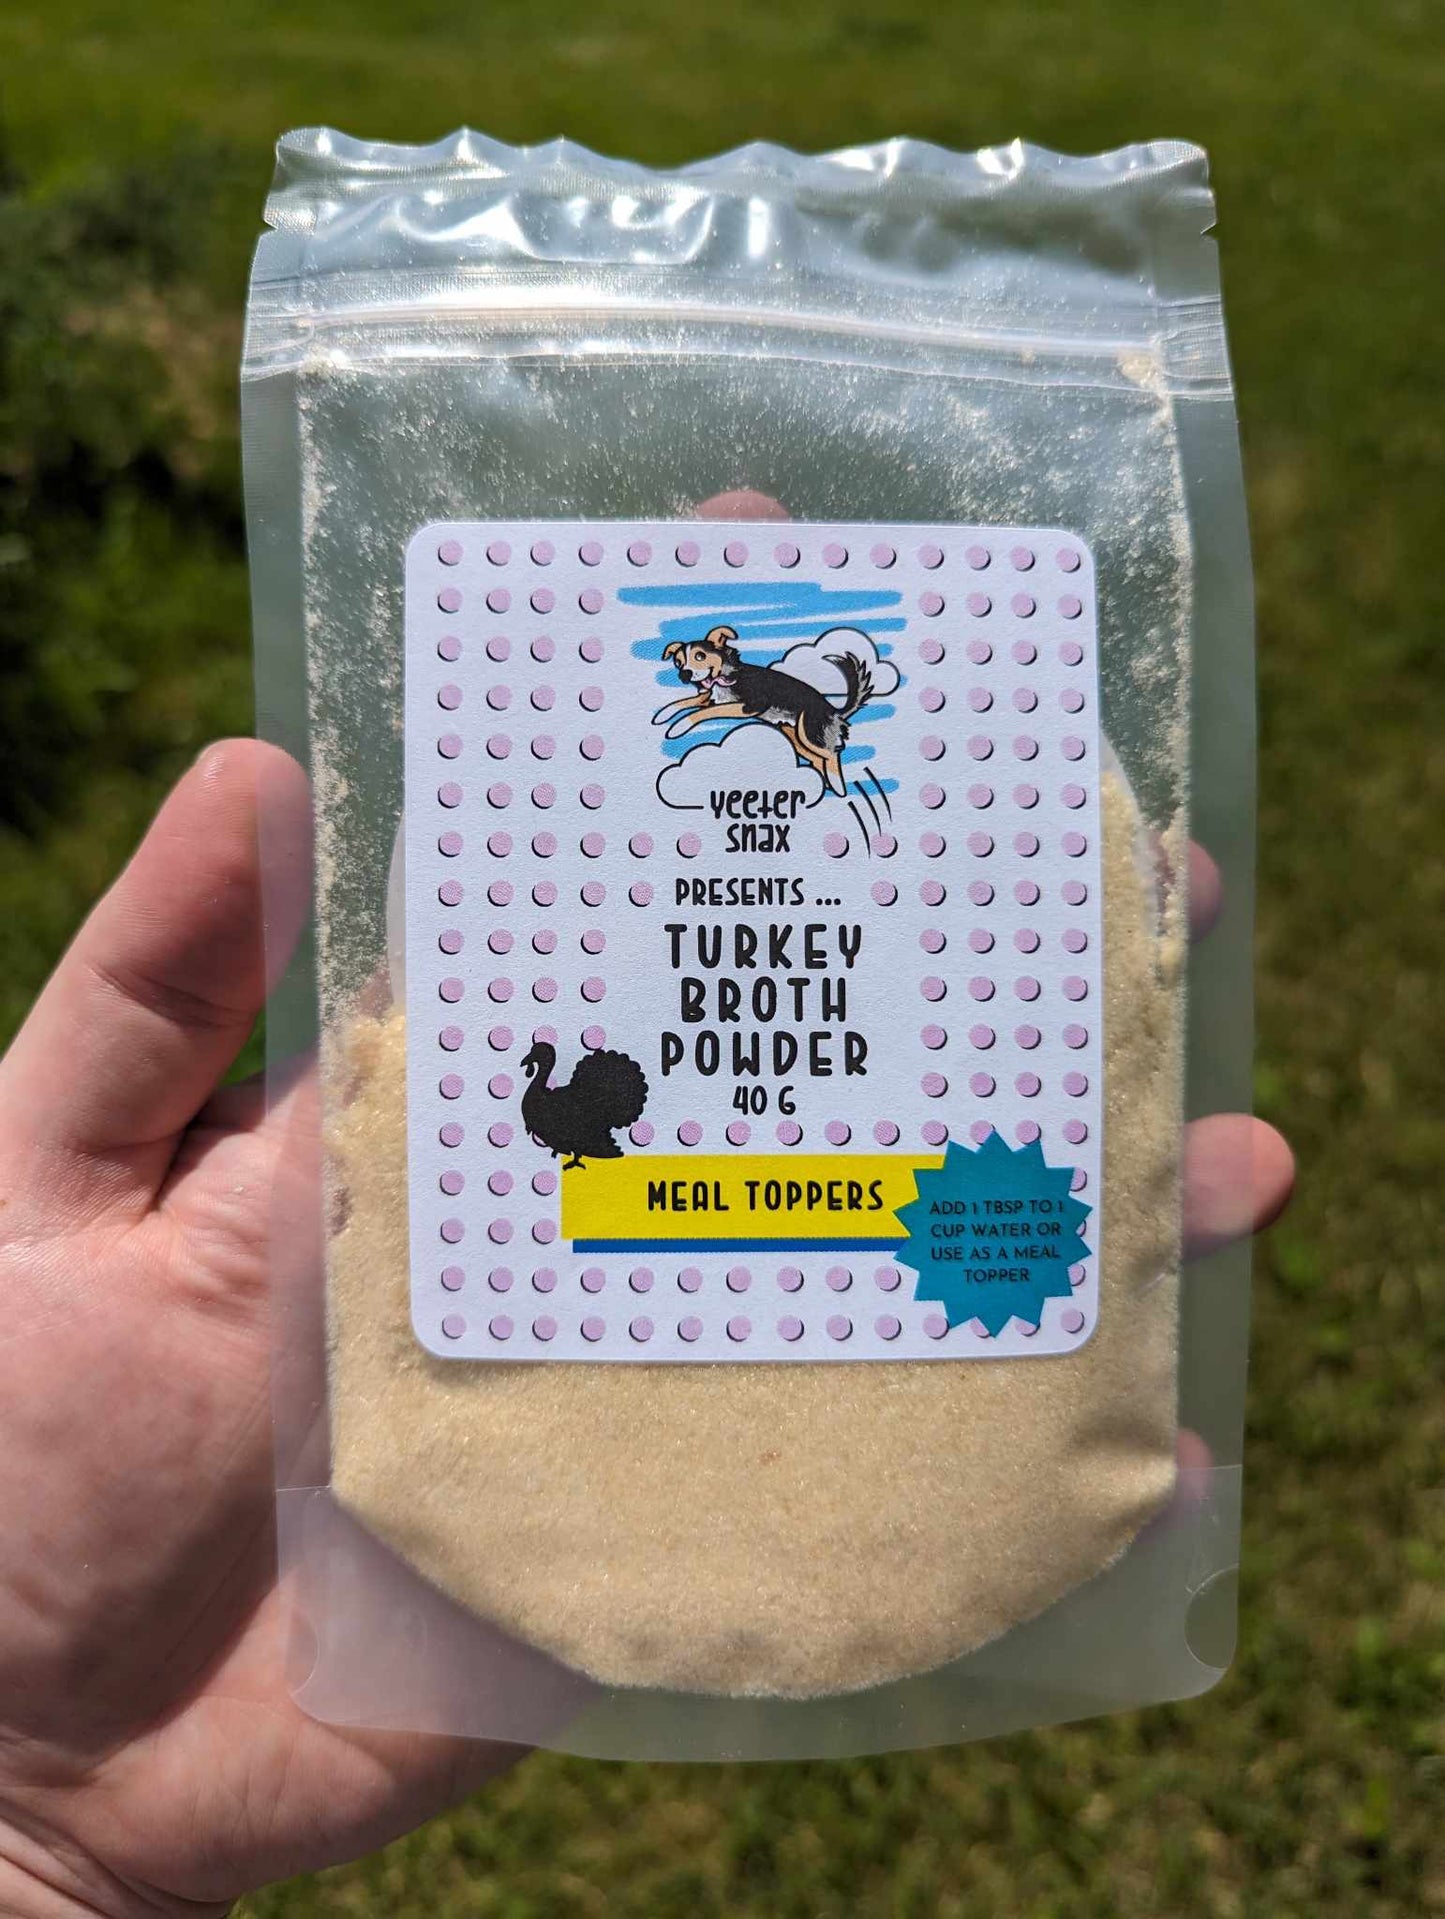 yeeter
snax
PRESENTS ...
TURKEY
BROTH
POWDER
40 G
MEAL TOPPERS
ADD 1 TBSP TO 1
CUP WATER OR
USE AS A MEAL
TOPPER